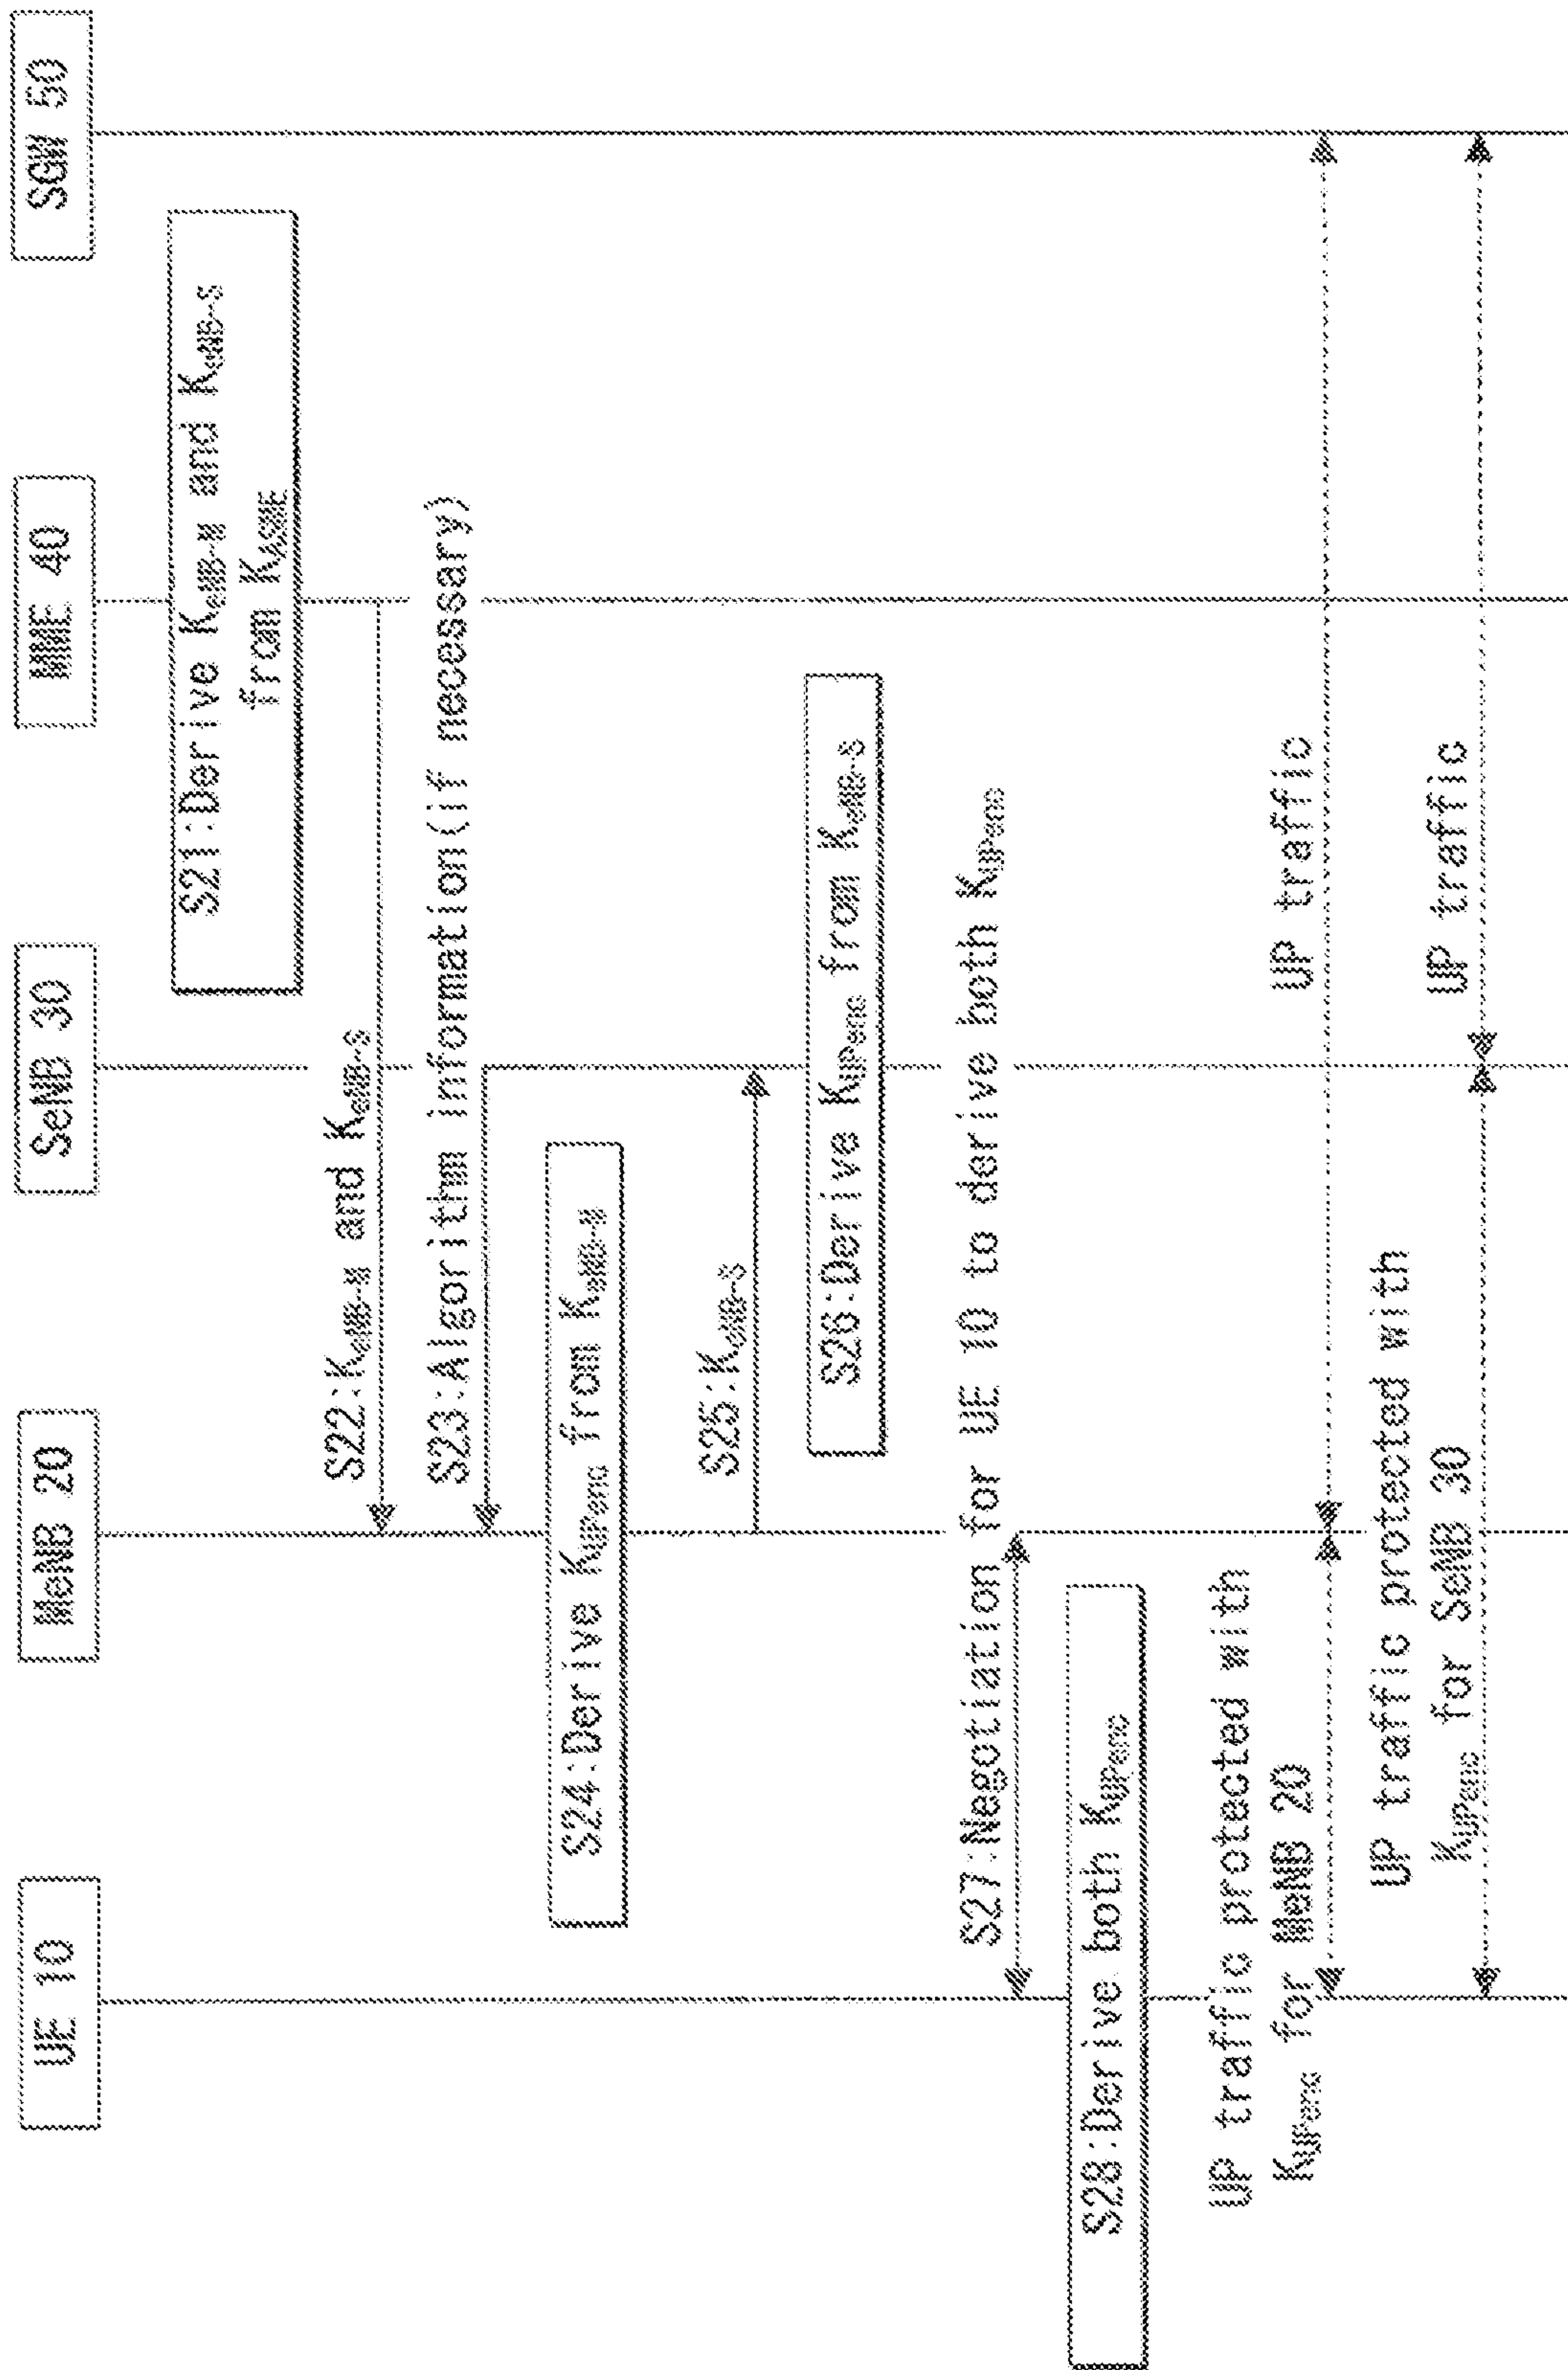 UE 10
MeNB 20
SeNB 30
MME 40
SGW 50
S21:Derive KeNB-M and KeNB-S
from KASME
S22:KeNB-M and KeNB-S
S23:Algorithm information(if necessary)
S24:Derive KUPenc from KeNB-M
S25:KeNB-S
S26:Derive KUPenc from KeNB-S
S27:Negotiation for UE 10 to derive both KUPenc
S28:Derive both KUPenc
UP traffic protected with
KUPenc for MeNB 20
UP traffic
UP traffic protected with
KUPenc for SeNB 30
UP traffic